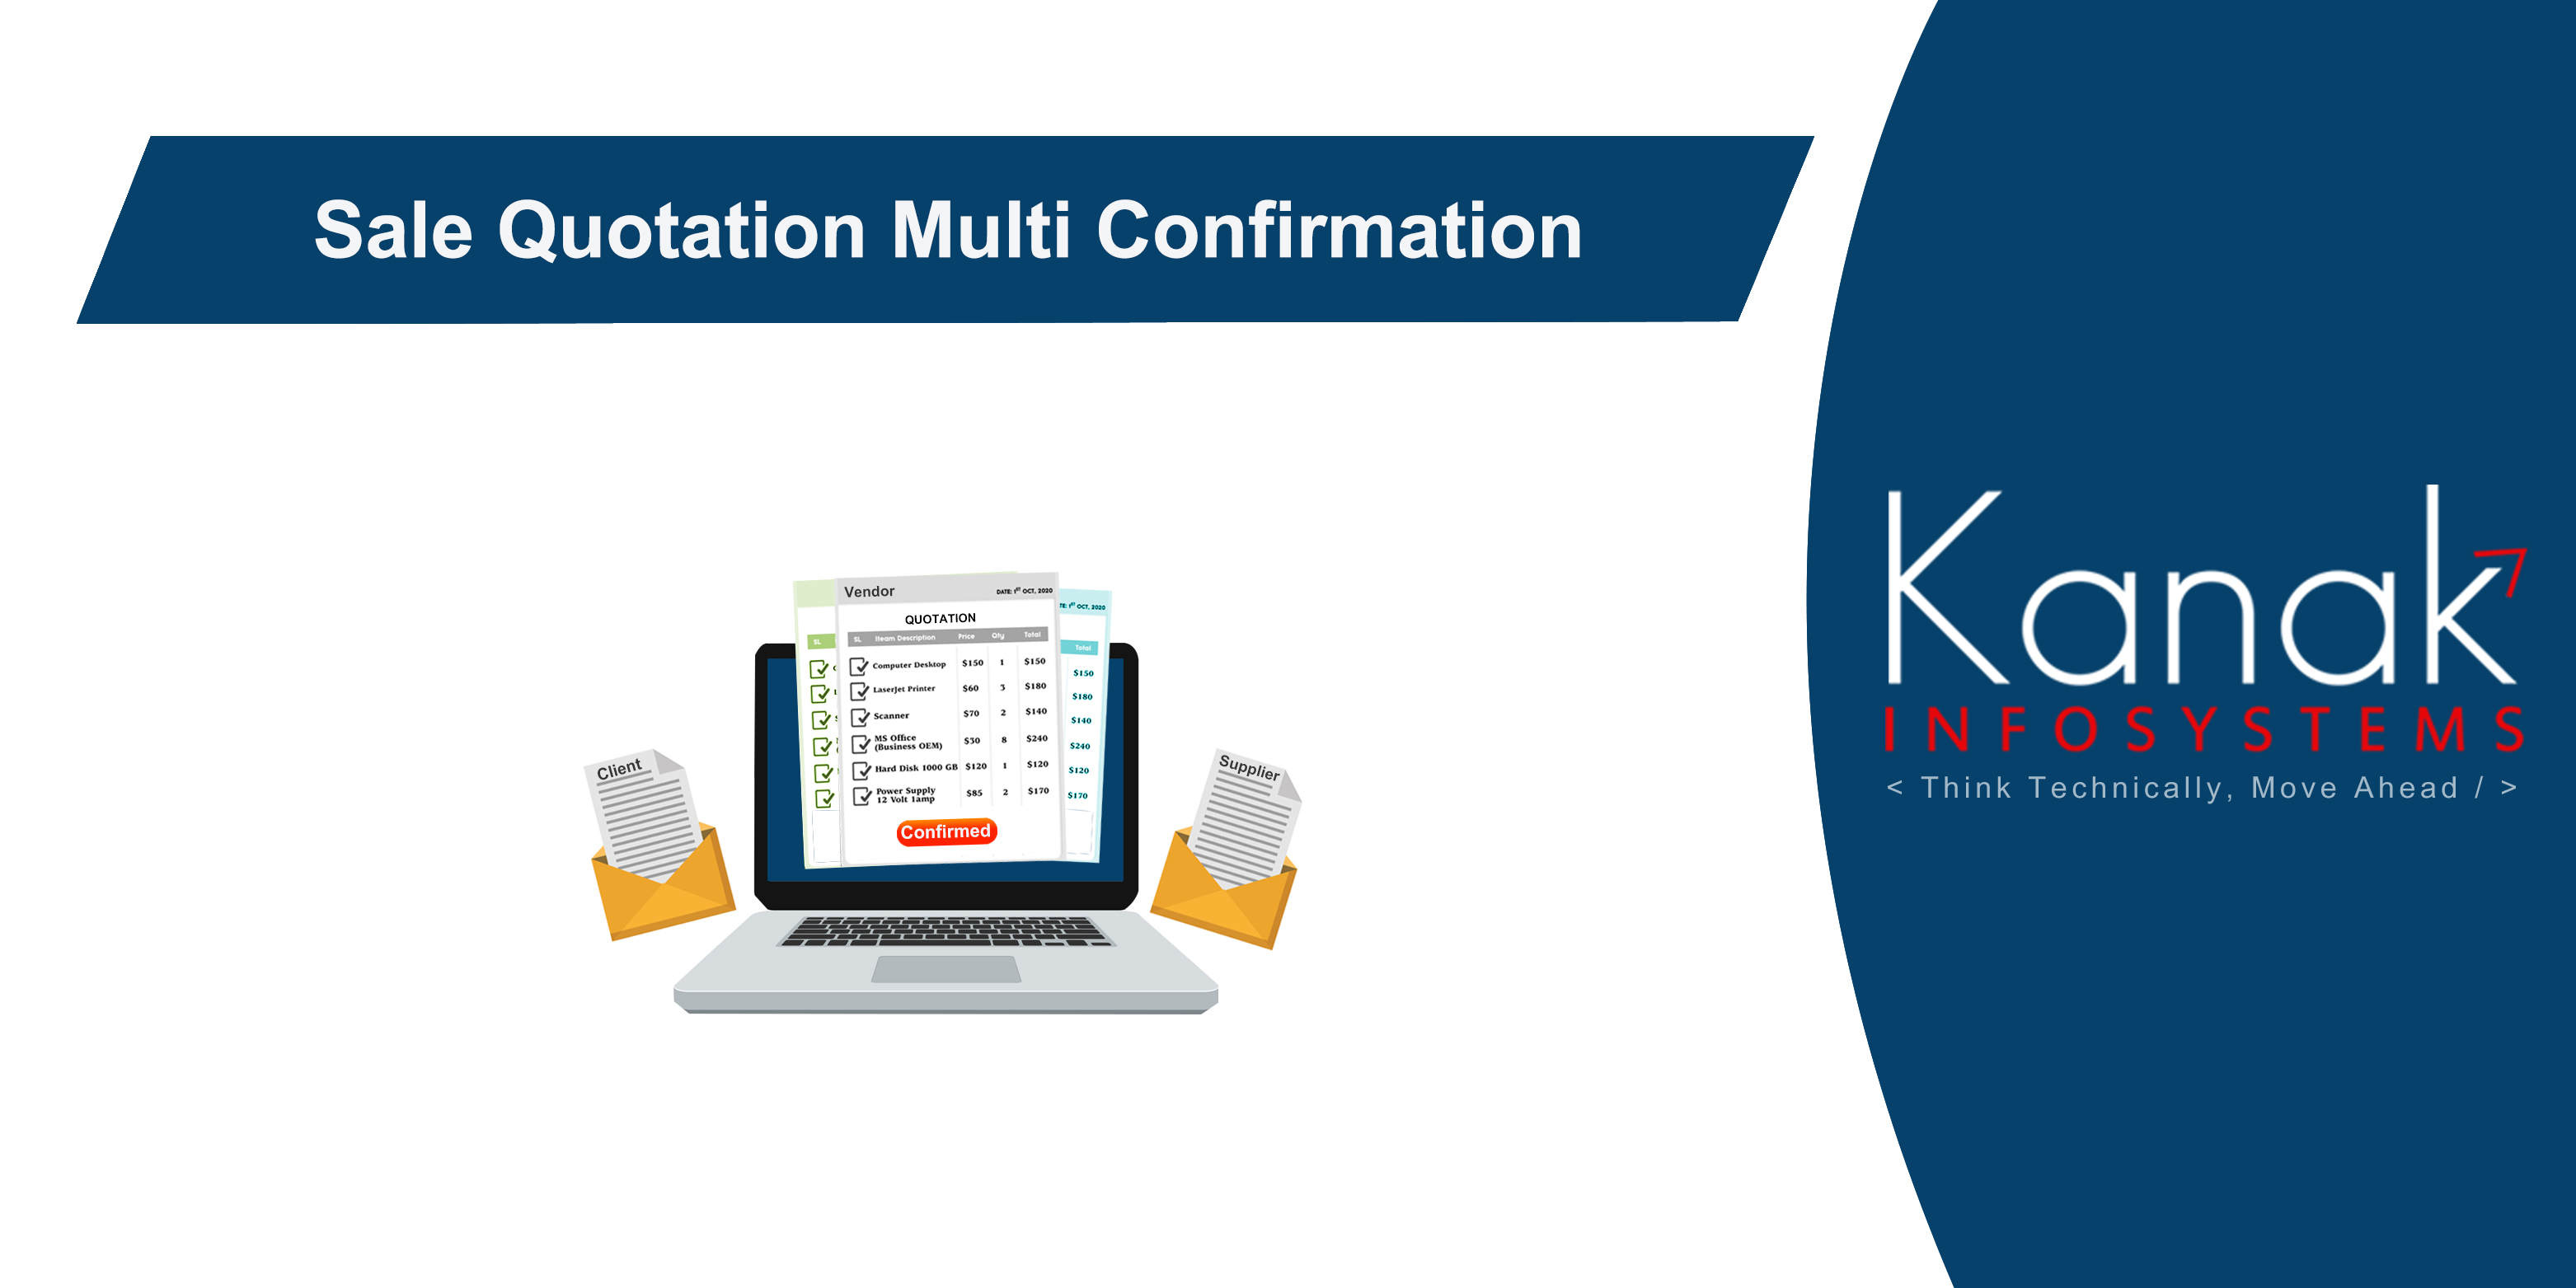 Sale Quotation Multi Confirmation
Vendor
DATE: 1ST OCT, 2020
QUOTATION
SL Iteam Description Price Qty Total
Computer Desktop $150 1 $150
LaserJet Printer $60 3 $180
Scanner $70 2 $140
MS Office
(Business OEM) $30 8 $240
Hard Disk 1000 GB $120 1 $120
Power Supply
12 Volt 1amp $85 2 $170
Confirmed
SL
1ST OCT, 2020
Total
$150
$180
$140
$240
$120
$170
Client
Supplier
Kanak
INFOSYSTEMS
< Think Technically, Move Ahead / >